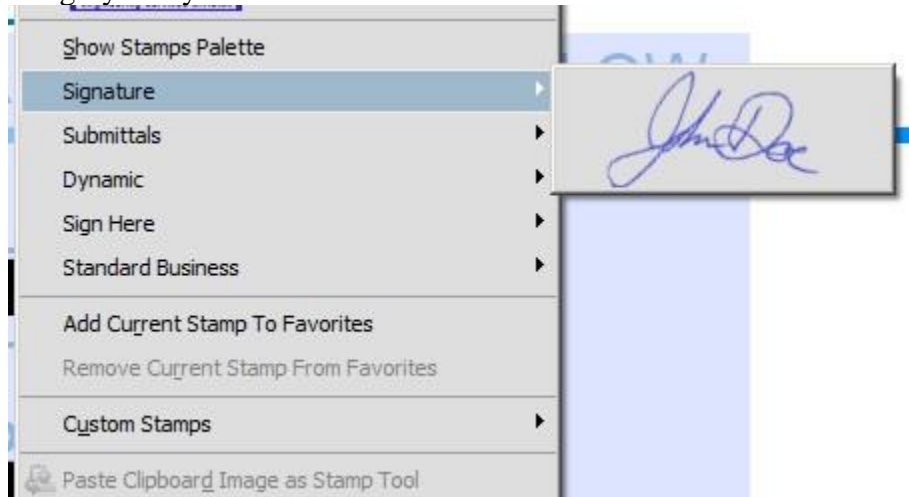 Show Stamps Palette
Signature
John Doe
Submittals
Dynamic
Sign Here
Standard Business
Add Current Stamp To Favorites
Remove Current Stamp From Favorites
Custom Stamps
Paste Clipboard Image as Stamp Tool